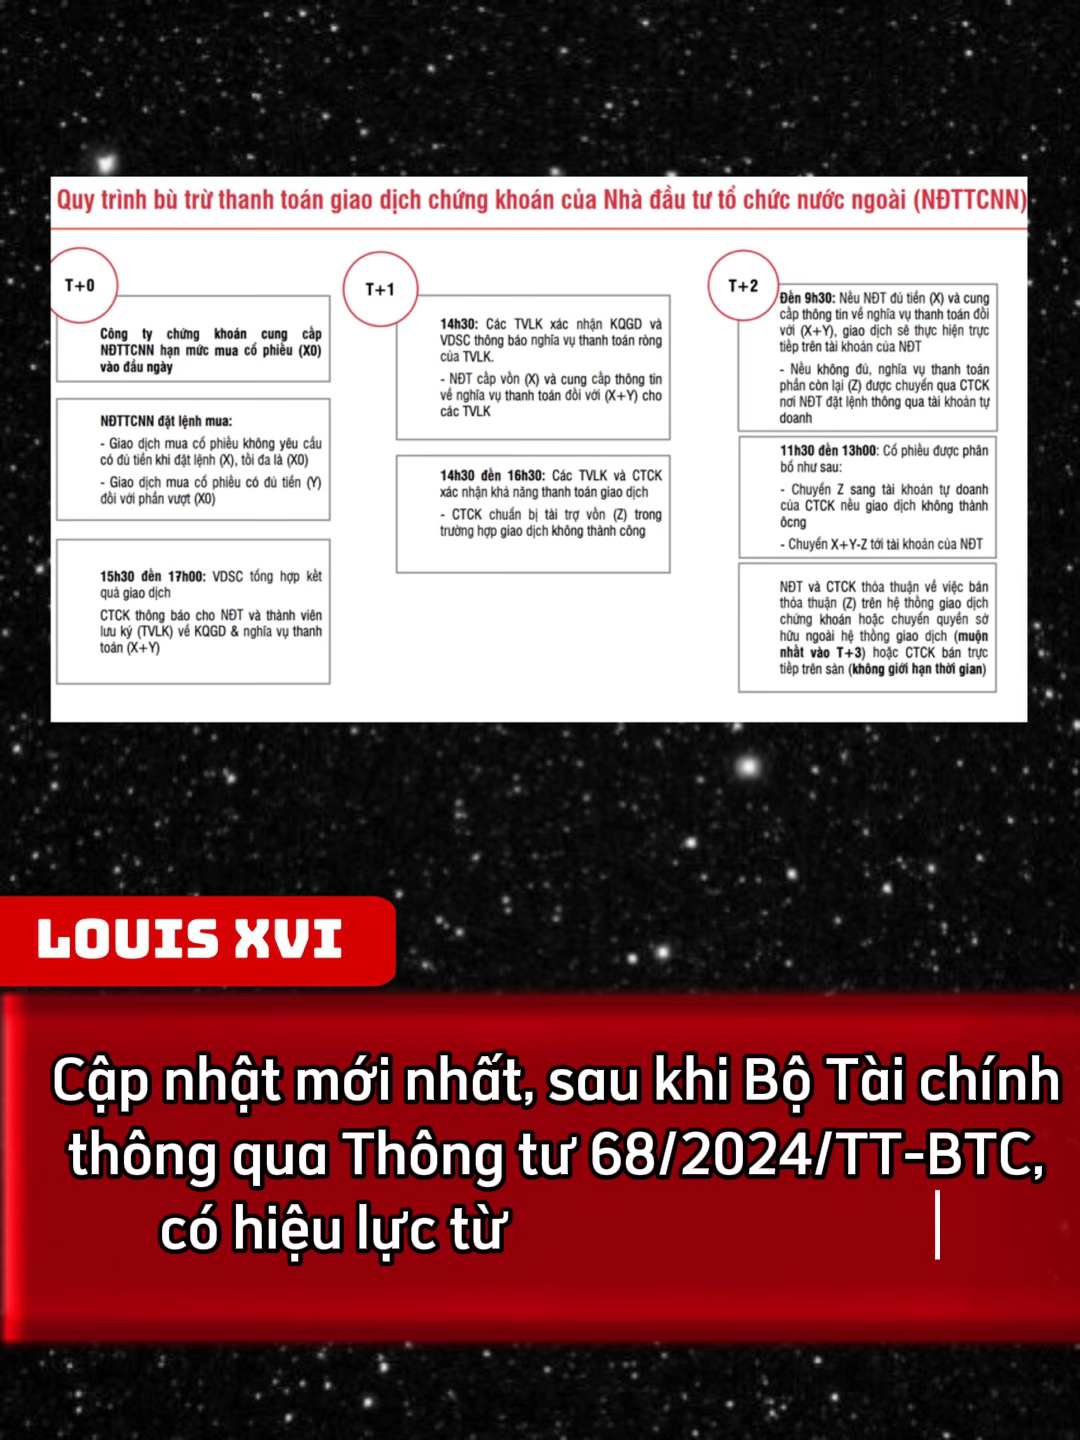 Quy trình bù trừ thanh toán giao dịch chứng khoán của Nhà đầu tư tổ chức nước ngoài (NĐTTCNN)
T+0
Công ty chứng khoán cung cấp
NĐTTCNN hạn mức mua cổ phiếu (X0)
vào đầu ngày
NĐTTCNN đặt lệnh mua:
- Giao dịch mua cổ phiếu không yêu cầu
có đủ tiền khi đặt lệnh (X), tối đa là (X0)
- Giao dịch mua cổ phiếu có đủ tiền (Y)
đối với phần vượt (X0)
15h30 đến 17h00: VDSC tổng hợp kết
quả giao dịch
CTCK thông báo cho NĐT và thành viên
lưu ký (TVLK) về KQGD & nghĩa vụ thanh
toán (X+Y)
T+1
14h30: Các TVLK xác nhận KQGD và
VDSC thông báo nghĩa vụ thanh toán ròng
của TVLK.
- NĐT cấp vốn (X) và cung cấp thông tin
về nghĩa vụ thanh toán đối với (X+Y) cho
các TVLK
14h30 đến 16h30: Các TVLK và CTCK
xác nhận khả năng thanh toán giao dịch
- CTCK chuẩn bị tài trợ vốn (Z) trong
trường hợp giao dịch không thành công
T+2
Đến 9h30: Nếu NĐT đủ tiền (X) và cung
cấp thông tin về nghĩa vụ thanh toán đối
với (X+Y), giao dịch sẽ thực hiện trực
tiếp trên tài khoản của NĐT
- Nếu không đủ, nghĩa vụ thanh toán
phần còn lại (Z) được chuyển qua CTCK
nơi NĐT đặt lệnh thông qua tài khoản tự
doanh
11h30 đến 13h00: Cổ phiếu được phân
bổ như sau:
- Chuyển Z sang tài khoản tự doanh
của CTCK nếu giao dịch không thành
ôcng
- Chuyển X+Y-Z tới tài khoản của NĐT
NĐT và CTCK thỏa thuận về việc bán
thỏa thuận (Z) trên hệ thống giao dịch
chứng khoán hoặc chuyển quyền sở
hữu ngoài hệ thống giao dịch (muộn
nhất vào T+3) hoặc CTCK bán trực
tiếp trên sàn (không giới hạn thời gian)
LOUIS XVI
Cập nhật mới nhất, sau khi Bộ Tài chính
thông qua Thông tư 68/2024/TT-BTC,
có hiệu lực từ